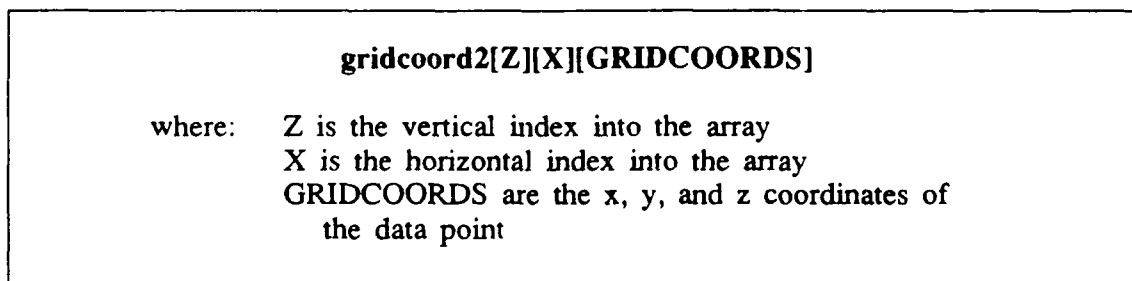 gridcoord2[Z][X][GRIDCOORDS]
where: Z is the vertical index into the array
X is the horizontal index into the array
GRIDCOORDS are the x, y, and z coordinates of
the data point